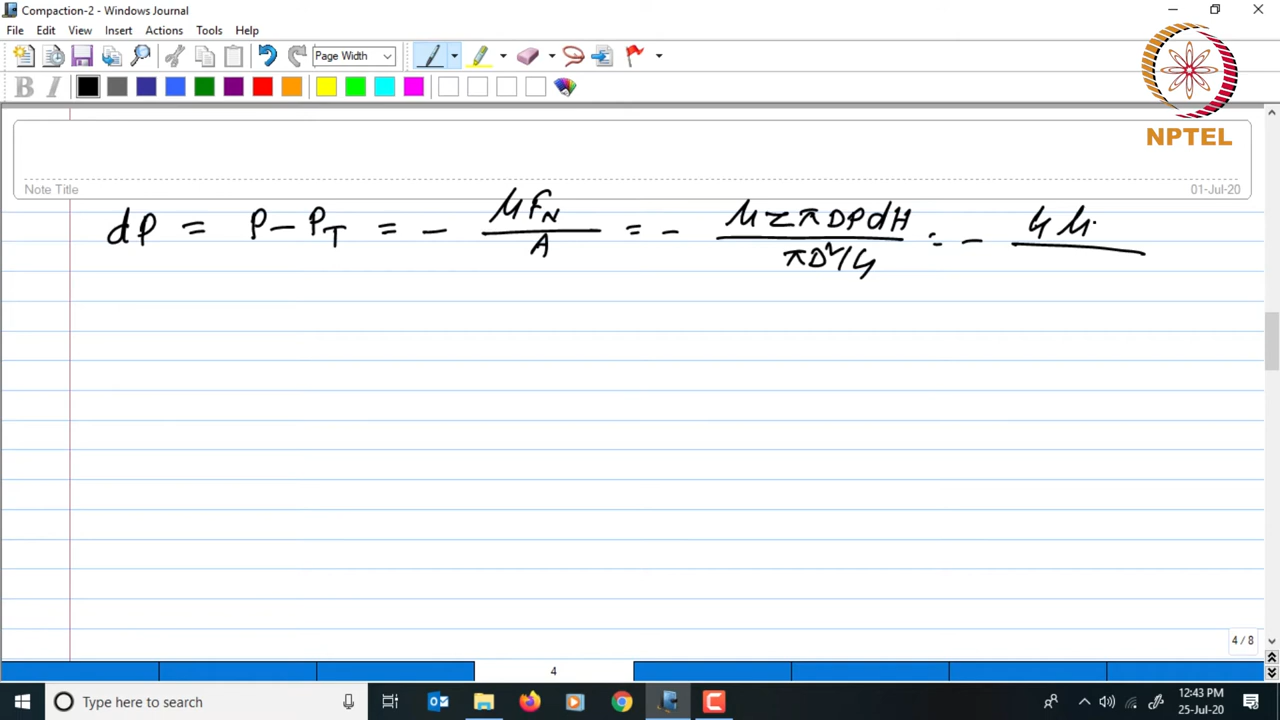 Compaction-2 - Windows Journal
File Edit View Insert Actions Tools Help
Page Width
B I
NPTEL
Note Title
01-Jul-20
dP = P - P_T = - μF_N / A = - μzπDPdH / πD²/4 = - 4μ
4 / 8
4
Type here to search
12:43 PM
25-Jul-20